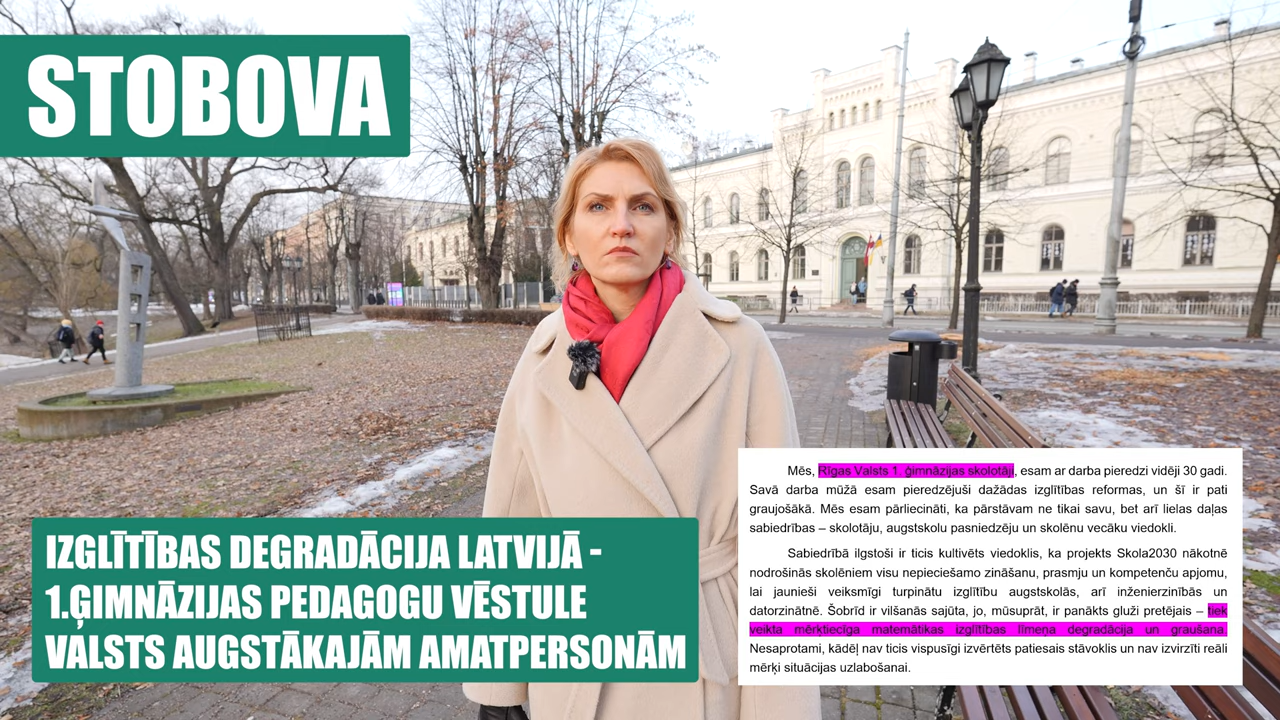 STOBOVA
IZGLĪTĪBAS DEGRADĀCIJA LATVIJĀ -
1.ĢIMNĀZIJAS PEDAGOGU VĒSTULE
VALSTS AUGSTĀKAJĀM AMATPERSONĀM
Mēs, Rīgas Valsts 1. ģimnāzijas skolotāji, esam ar darba pieredzi vidēji 30 gadi.
Savā darba mūžā esam pieredzējuši dažādas izglītības reformas, un šī ir pati
graujošākā. Mēs esam pārliecināti, ka pārstāvam ne tikai savu, bet arī lielas daļas
sabiedrības – skolotāju, augstskolu pasniedzēju un skolēnu vecāku viedokli.
Sabiedrībā ilgstoši ir ticis kultivēts viedoklis, ka projekts Skola2030 nākotnē
nodrošinās skolēniem visu nepieciešamo zināšanu, prasmju un kompetenču apjomu,
lai jaunieši veiksmīgi turpinātu izglītību augstskolās, arī inženierzinībās un
datorzinātnē. Šobrīd ir vilšanās sajūta, jo, mūsuprāt, ir panākts gluži pretējais – tiek
veikta mērķtiecīga matemātikas izglītības līmeņa degradācija un graušana.
Nesaprotami, kādēļ nav ticis vispusīgi izvērtēts patiesais stāvoklis un nav izvirzīti reāli
mērķi situācijas uzlabošanai.